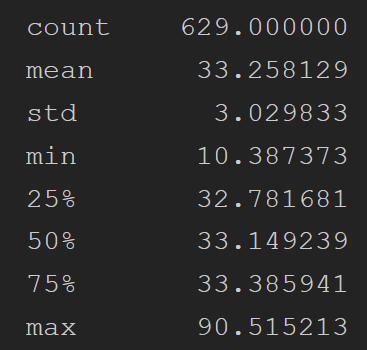 count 629.000000
mean 33.258129
std 3.029833
min 10.387373
25% 32.781681
50% 33.149239
75% 33.385941
max 90.515213